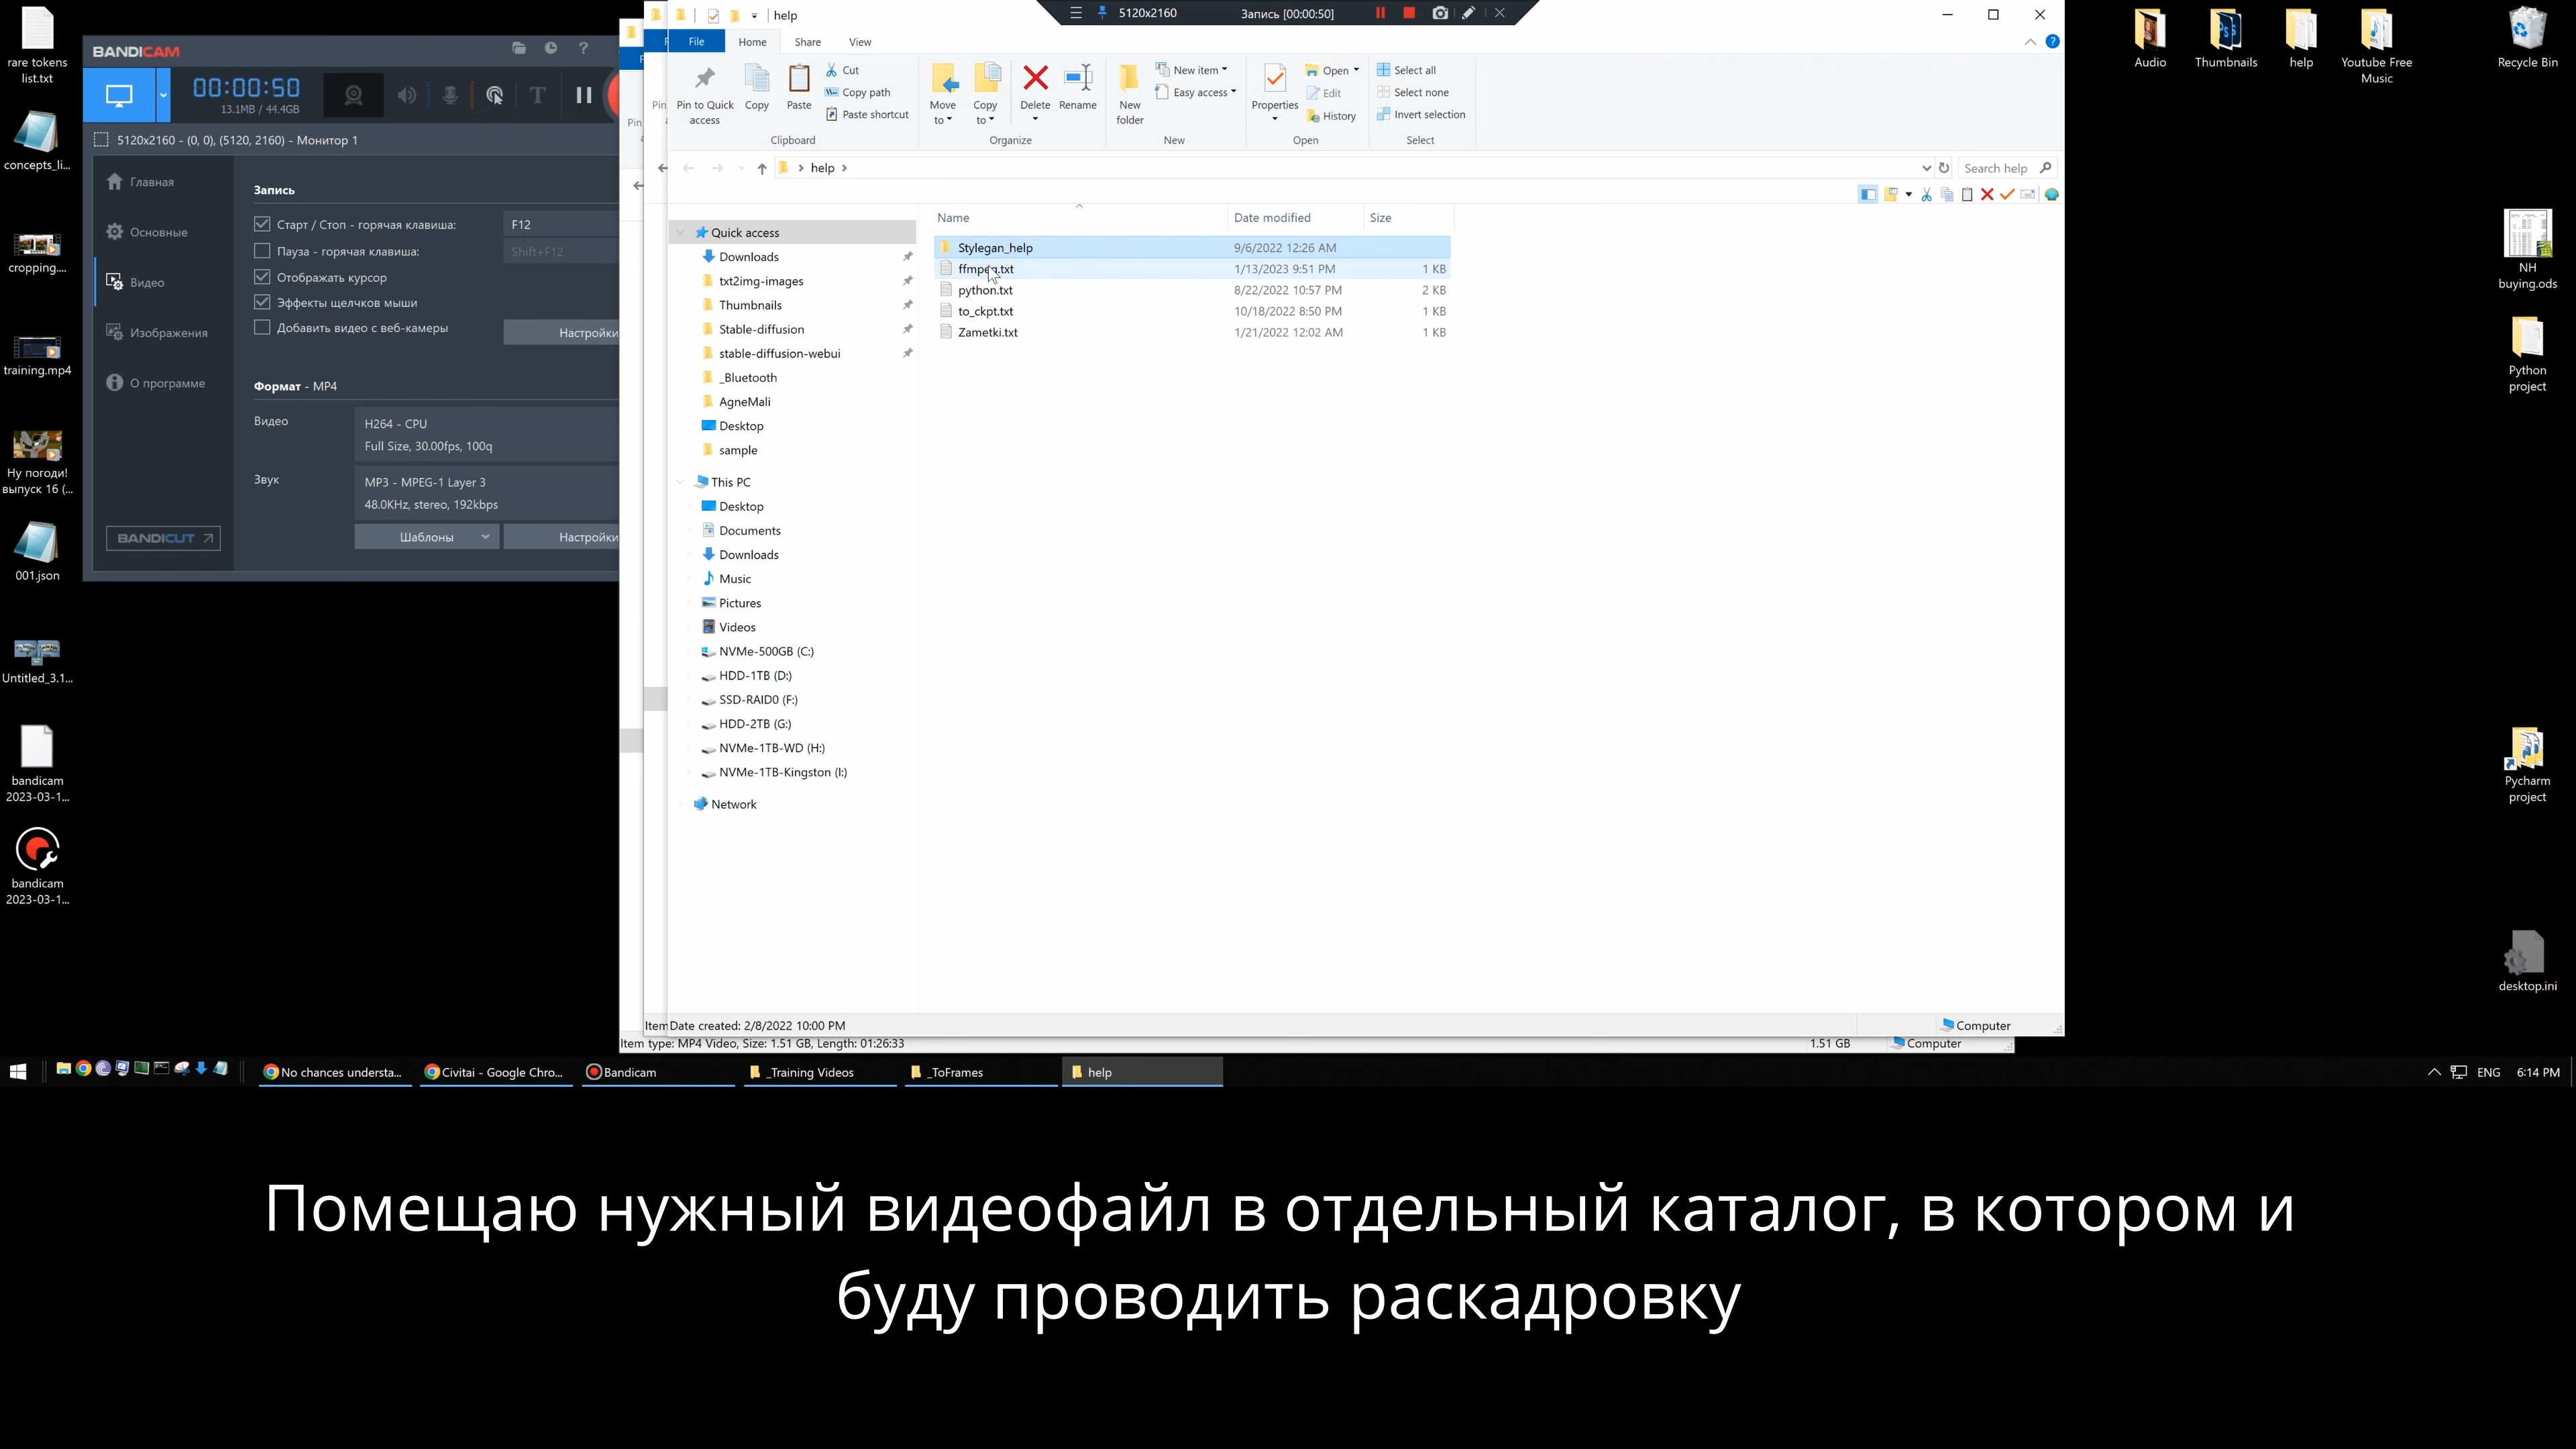 help
5120x2160
Запись [00:00:50]
File
Home
Share
View
Pin to Quick
access
Copy
Paste
Cut
Copy path
Paste shortcut
Clipboard
Move
to
Copy
to
Delete
Rename
Organize
New
folder
New item
Easy access
New
Properties
Open
Edit
History
Open
Select all
Select none
Invert selection
Select
help
Search help
Name
Date modified
Size
Quick access
Downloads
txt2img-images
Thumbnails
Stable-diffusion
stable-diffusion-webui
_Bluetooth
AgneMali
Desktop
sample
This PC
Desktop
Documents
Downloads
Music
Pictures
Videos
NVMe-500GB (C:)
HDD-1TB (D:)
SSD-RAID0 (F:)
HDD-2TB (G:)
NVMe-1TB-WD (H:)
NVMe-1TB-Kingston (I:)
Network
Stylegan_help 9/6/2022 12:26 AM
ffmpeg.txt 1/13/2023 9:51 PM 1 KB
python.txt 8/22/2022 10:57 PM 2 KB
to_ckpt.txt 10/18/2022 8:50 PM 1 KB
Zametki.txt 1/21/2022 12:02 AM 1 KB
Item
Date created: 2/8/2022 10:00 PM
Computer
Item type: MP4 Video, Size: 1.51 GB, Length: 01:26:33
1.51 GB
Computer
rare tokens
list.txt
concepts_li...
cropping....
training.mp4
Ну погоди!
выпуск 16 (...
001.json
Untitled_3.1...
bandicam
2023-03-1...
bandicam
2023-03-1...
BANDICAM
00:00:50
13.1MB / 44.4GB
5120x2160 - (0, 0), (5120, 2160) - Монитор 1
Главная
Основные
Видео
Изображения
О программе
BANDICUT
Запись
Старт / Стоп - горячая клавиша:
F12
Пауза - горячая клавиша:
Shift+F12
Отображать курсор
Эффекты щелчков мыши
Добавить видео с веб-камеры
Настройки
Формат - MP4
Видео
H264 - CPU
Full Size, 30.00fps, 100q
Звук
MP3 - MPEG-1 Layer 3
48.0KHz, stereo, 192kbps
Шаблоны
Настройки
Audio
Thumbnails
help
Youtube Free
Music
Recycle Bin
NH
buying.ods
Python
project
Pycharm
project
desktop.ini
No chances understa...
Civitai - Google Chro...
Bandicam
_Training Videos
_ToFrames
help
ENG
6:14 PM
Помещаю нужный видеофайл в отдельный каталог, в котором и
буду проводить раскадровку